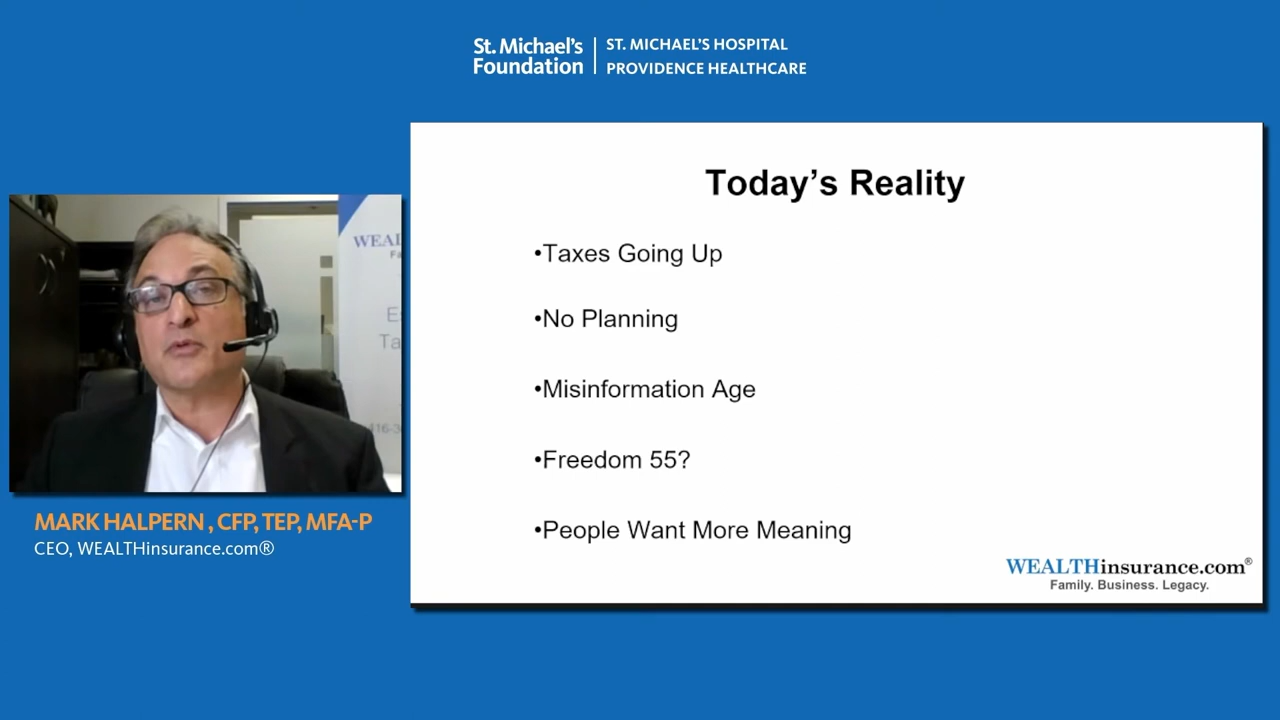 St. Michael's
Foundation
ST. MICHAEL'S HOSPITAL
PROVIDENCE HEALTHCARE
Today's Reality
•Taxes Going Up
•No Planning
•Misinformation Age
•Freedom 55?
•People Want More Meaning
WEALTHinsurance.com®
Family. Business. Legacy.
MARK HALPERN , CFP, TEP, MFA-P
CEO, WEALTHinsurance.com®